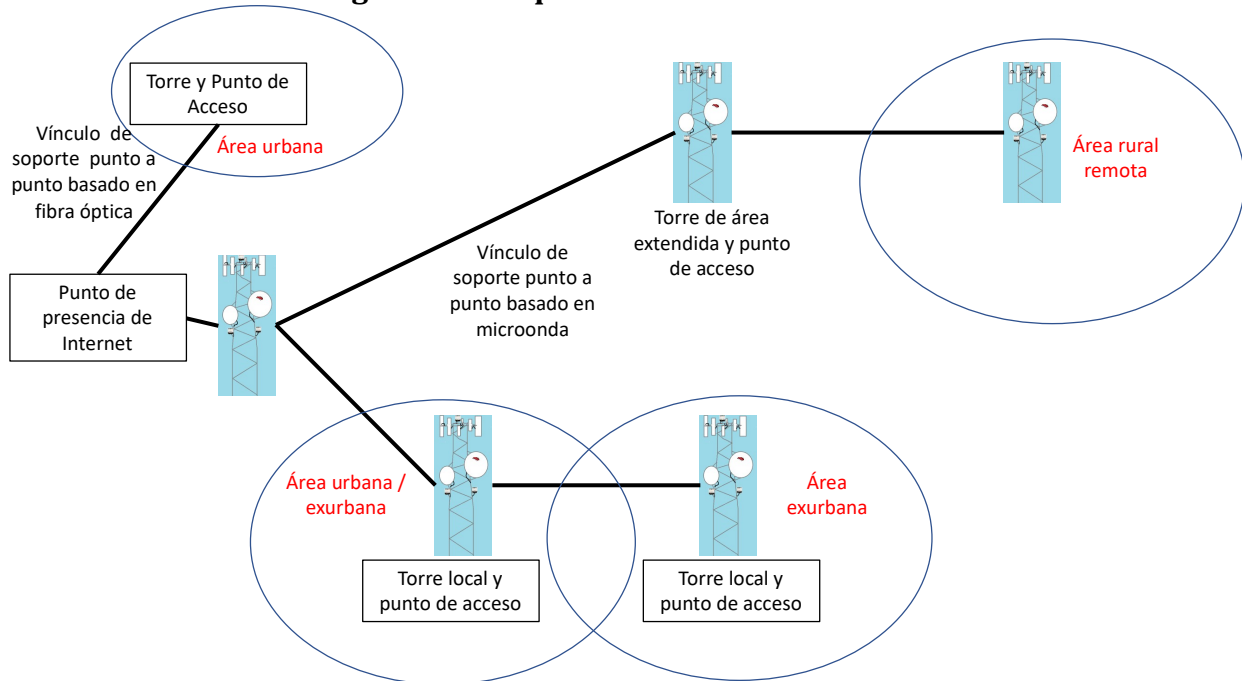 Torre y Punto de
Acceso
Vínculo de
soporte punto a
punto basado en
fibra óptica
Área urbana
Área rural
remota
Torre de área
extendida y punto
de acceso
Vínculo de
soporte punto a
punto basado en
microonda
Punto de
presencia de
Internet
Área urbana /
exurbana
Área
exurbana
Torre local y
punto de acceso
Torre local y
punto de acceso